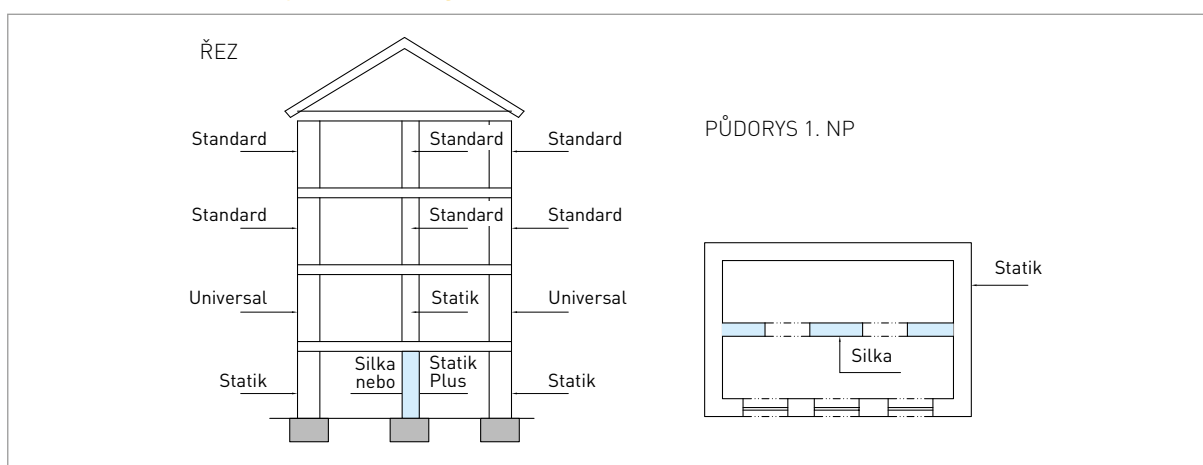 ŘEZ
Standard
Standard
Standard
Standard
Standard
Standard
Universal
Statik
Universal
Statik
Silka
nebo
Statik
Plus
Statik
PŮDORYS 1. NP
Statik
Silka